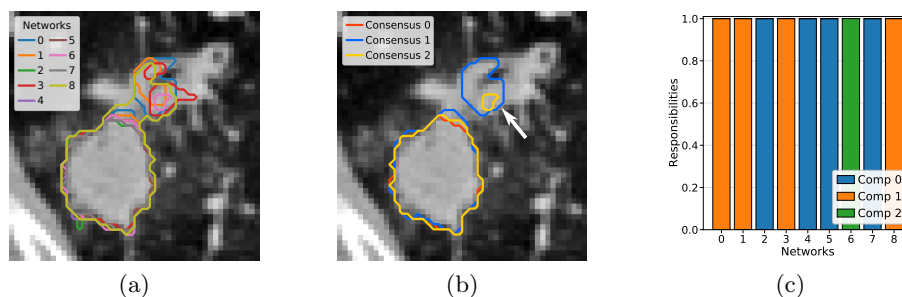 Networks
0 5
1 6
2 7
3 8
4
(a)
Consensus 0
Consensus 1
Consensus 2
(b)
1.0
0.8
0.6
0.4
0.2
0.0
Responsibilities
Comp 0
Comp 1
Comp 2
0 1 2 3 4 5 6 7 8
Networks
(c)